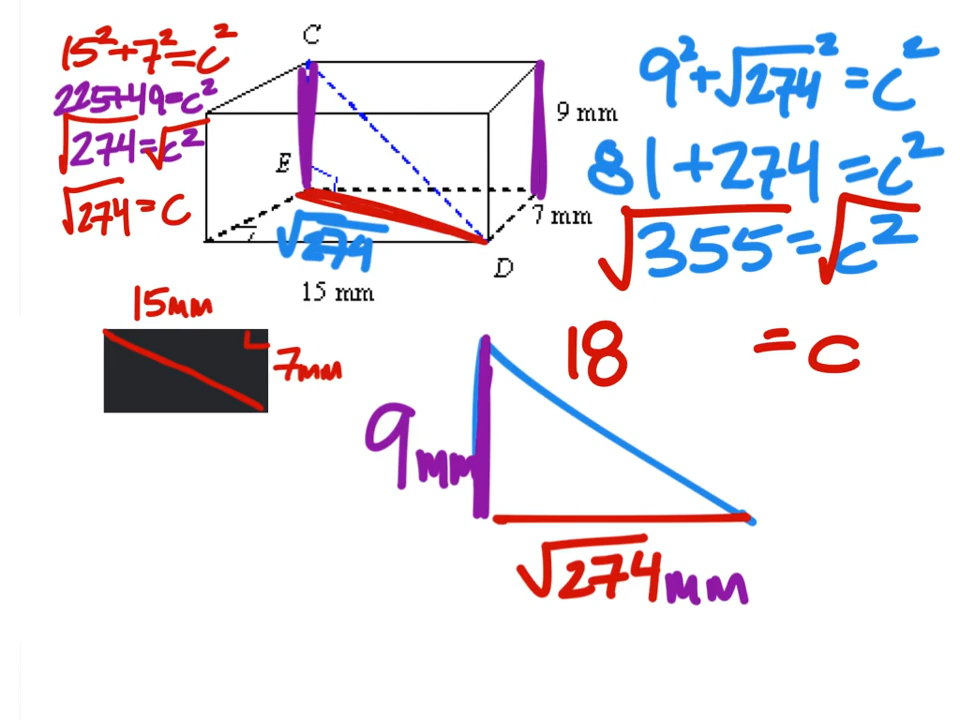 15²+7²=c²
225+49=c²
√274=√c²
√274=c
C
E
D
9 mm
7 mm
15 mm
√274
9²+√274²=c²
81+274=c²
√355=√c²
18 =c
15mm
7mm
9mm
√274mm